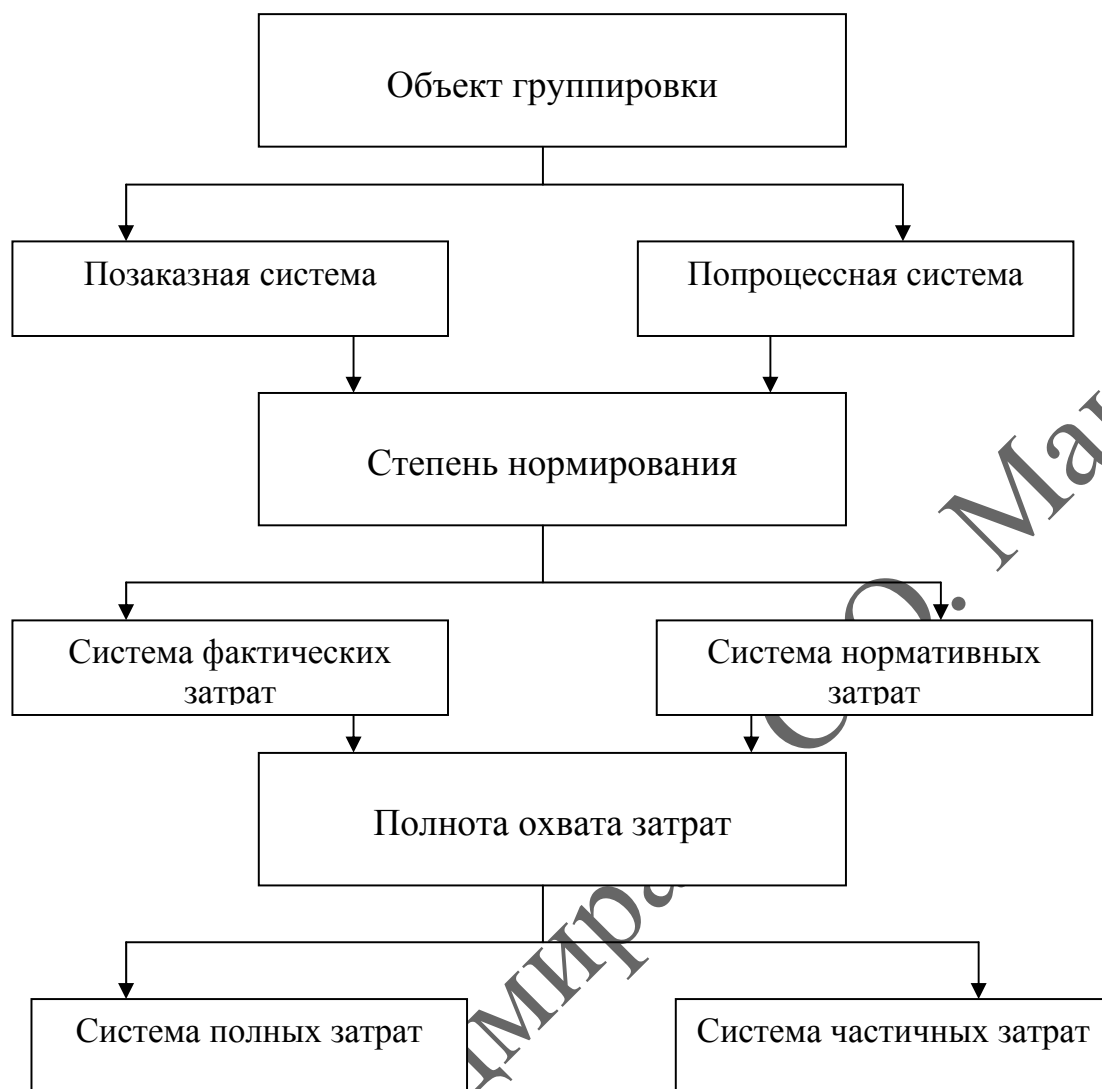 Объект группировки
Позаказная система
Попроцессная система
Степень нормирования
Система фактических
затрат
Система нормативных
затрат
Полнота охвата затрат
Система полных затрат
Система частичных затрат